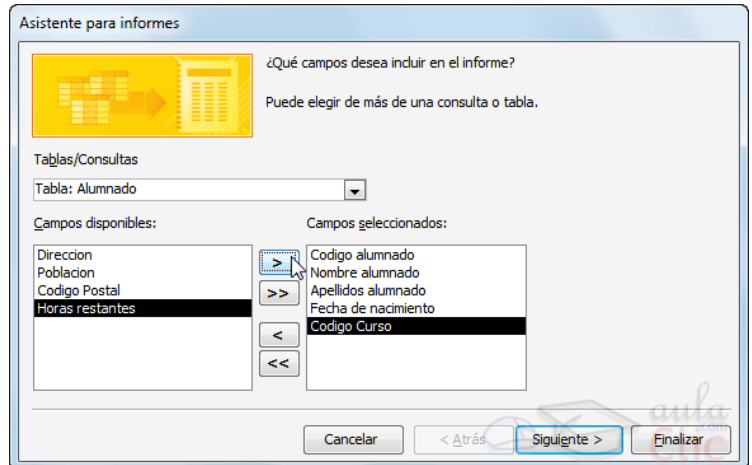 Asistente para informes
¿Qué campos desea incluir en el informe?
Puede elegir de más de una consulta o tabla.
Tablas/Consultas
Tabla: Alumnado
Campos disponibles:
Campos seleccionados:
Direccion
Poblacion
Codigo Postal
Horas restantes
>
>>
<
<<
Codigo alumnado
Nombre alumnado
Apellidos alumnado
Fecha de nacimiento
Codigo Curso
Cancelar
< Atrás
Siguiente >
Finalizar
aula
Clic
.com